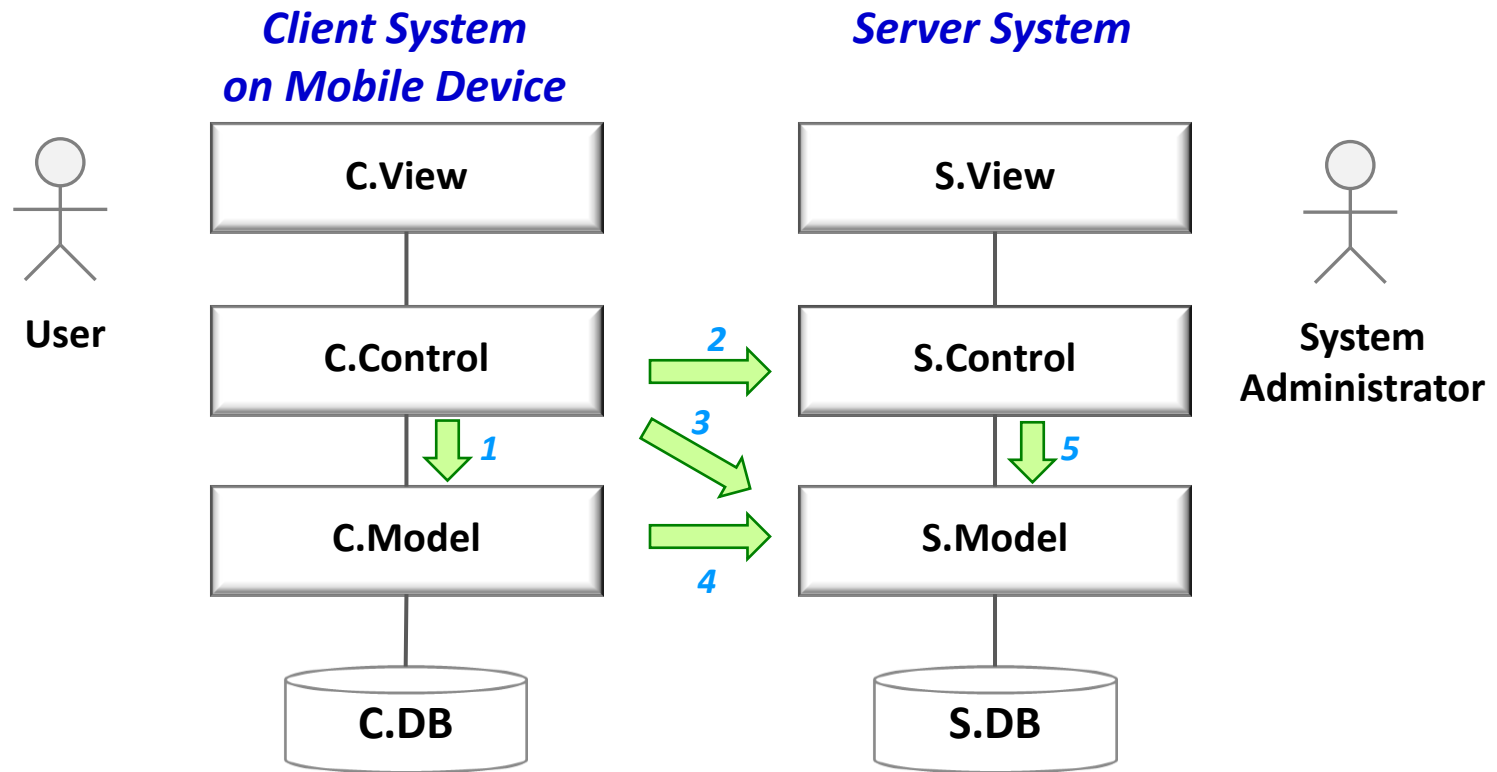 Client System
on Mobile Device
Server System
C.View
S.View
User
C.Control
2
S.Control
System
Administrator
1
3
5
C.Model
4
S.Model
C.DB
S.DB